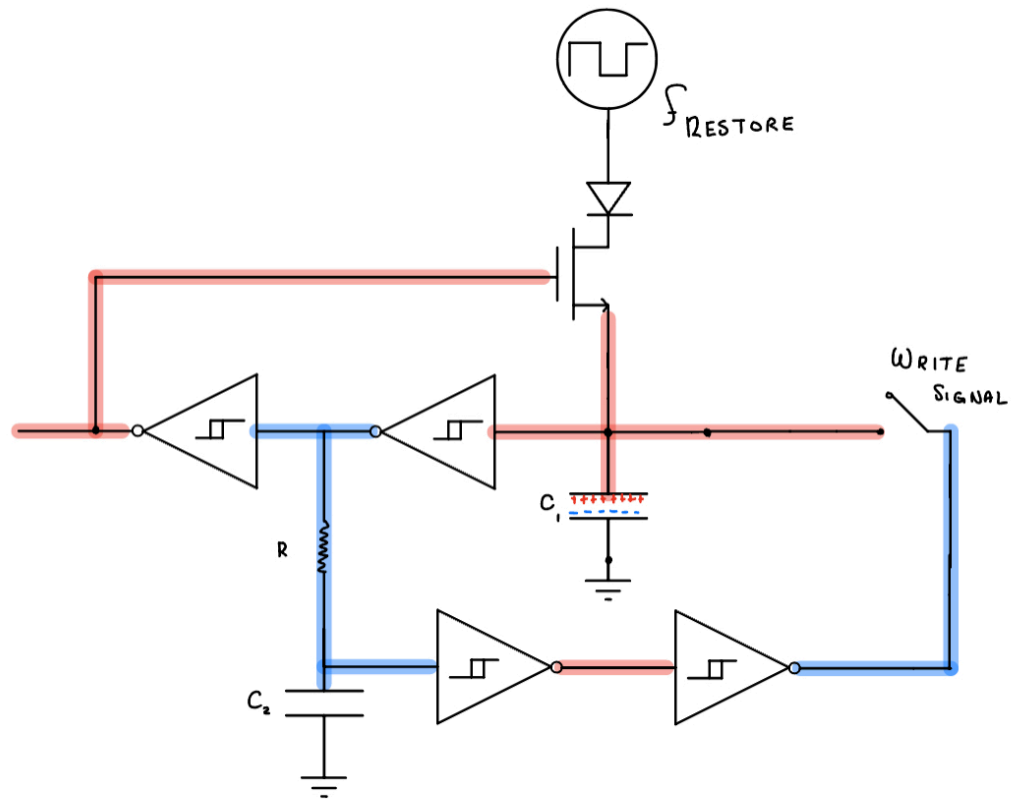 f RESTORE
WRITE
SIGNAL
C₁
R
C₂